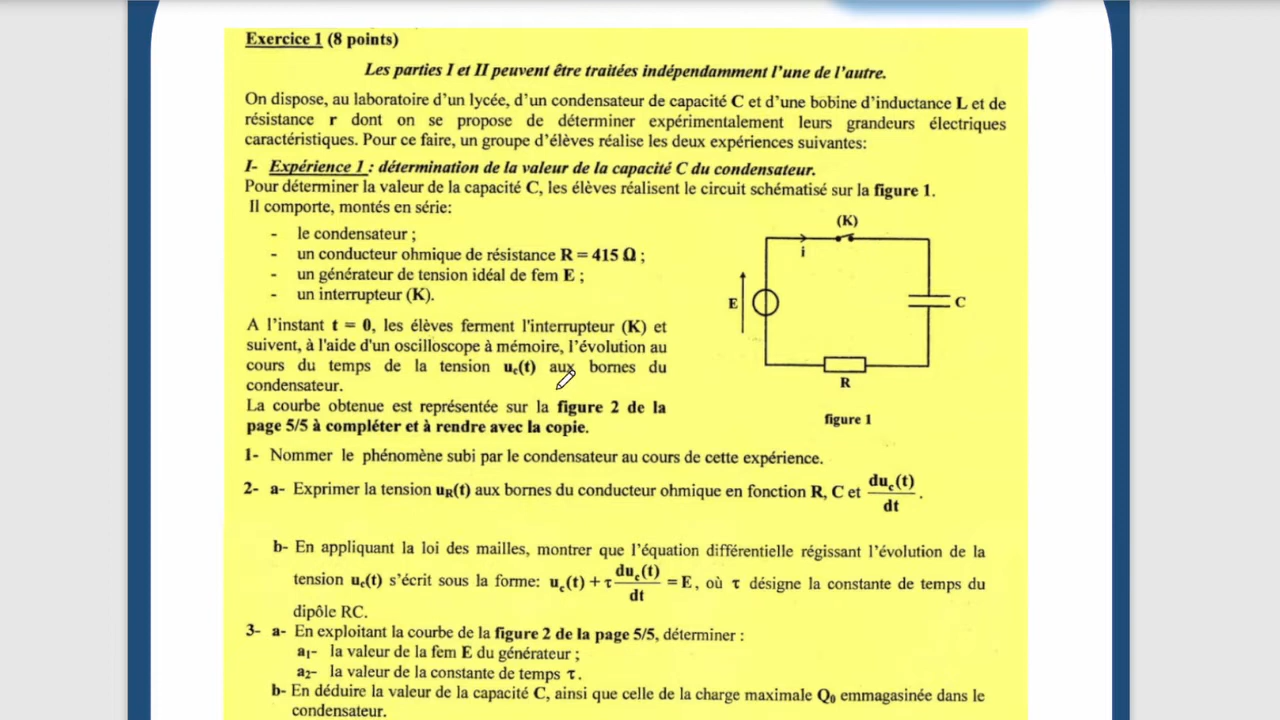 Exercice 1 (8 points)
Les parties I et II peuvent être traitées indépendamment l'une de l'autre.
On dispose, au laboratoire d'un lycée, d'un condensateur de capacité C et d'une bobine d'inductance L et de
résistance r dont on se propose de déterminer expérimentalement leurs grandeurs électriques
caractéristiques. Pour ce faire, un groupe d'élèves réalise les deux expériences suivantes:
I- Expérience 1 : détermination de la valeur de la capacité C du condensateur.
Pour déterminer la valeur de la capacité C, les élèves réalisent le circuit schématisé sur la figure 1.
Il comporte, montés en série:
- le condensateur ;
- un conducteur ohmique de résistance R = 415 Ω ;
- un générateur de tension idéal de fem E ;
- un interrupteur (K).
A l'instant t = 0, les élèves ferment l'interrupteur (K) et
suivent, à l'aide d'un oscilloscope à mémoire, l'évolution au
cours du temps de la tension uc(t) aux bornes du
condensateur.
La courbe obtenue est représentée sur la figure 2 de la
page 5/5 à compléter et à rendre avec la copie.
(K)
i
E
C
R
figure 1
1- Nommer le phénomène subi par le condensateur au cours de cette expérience.
2- a- Exprimer la tension uR(t) aux bornes du conducteur ohmique en fonction R, C et duc(t)/dt .
b- En appliquant la loi des mailles, montrer que l'équation différentielle régissant l'évolution de la
tension uc(t) s'écrit sous la forme: uc(t) + τ duc(t)/dt = E, où τ désigne la constante de temps du
dipôle RC.
3- a- En exploitant la courbe de la figure 2 de la page 5/5, déterminer :
a1- la valeur de la fem E du générateur ;
a2- la valeur de la constante de temps τ .
b- En déduire la valeur de la capacité C, ainsi que celle de la charge maximale Q0 emmagasinée dans le
condensateur.